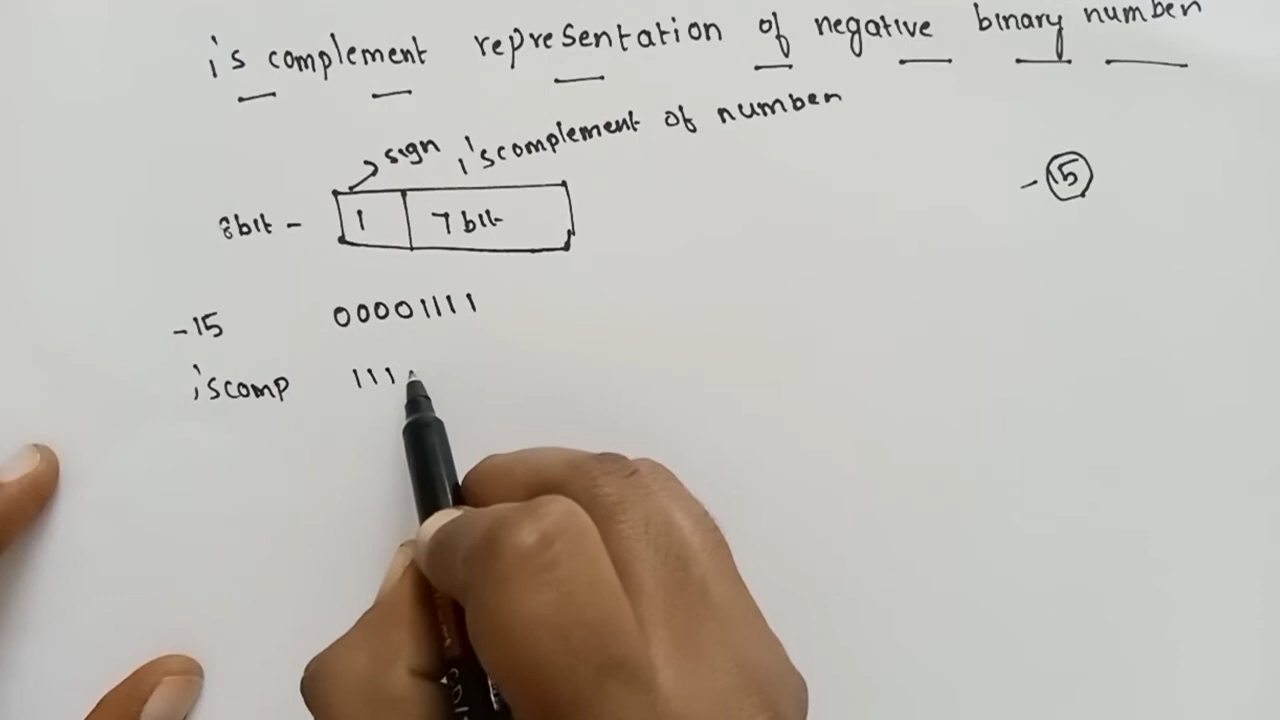 1's complement representation of negative binary number
sign 1's complement of number
-15
8bit - 1 7 bit
-15 00001111
1's comp 111